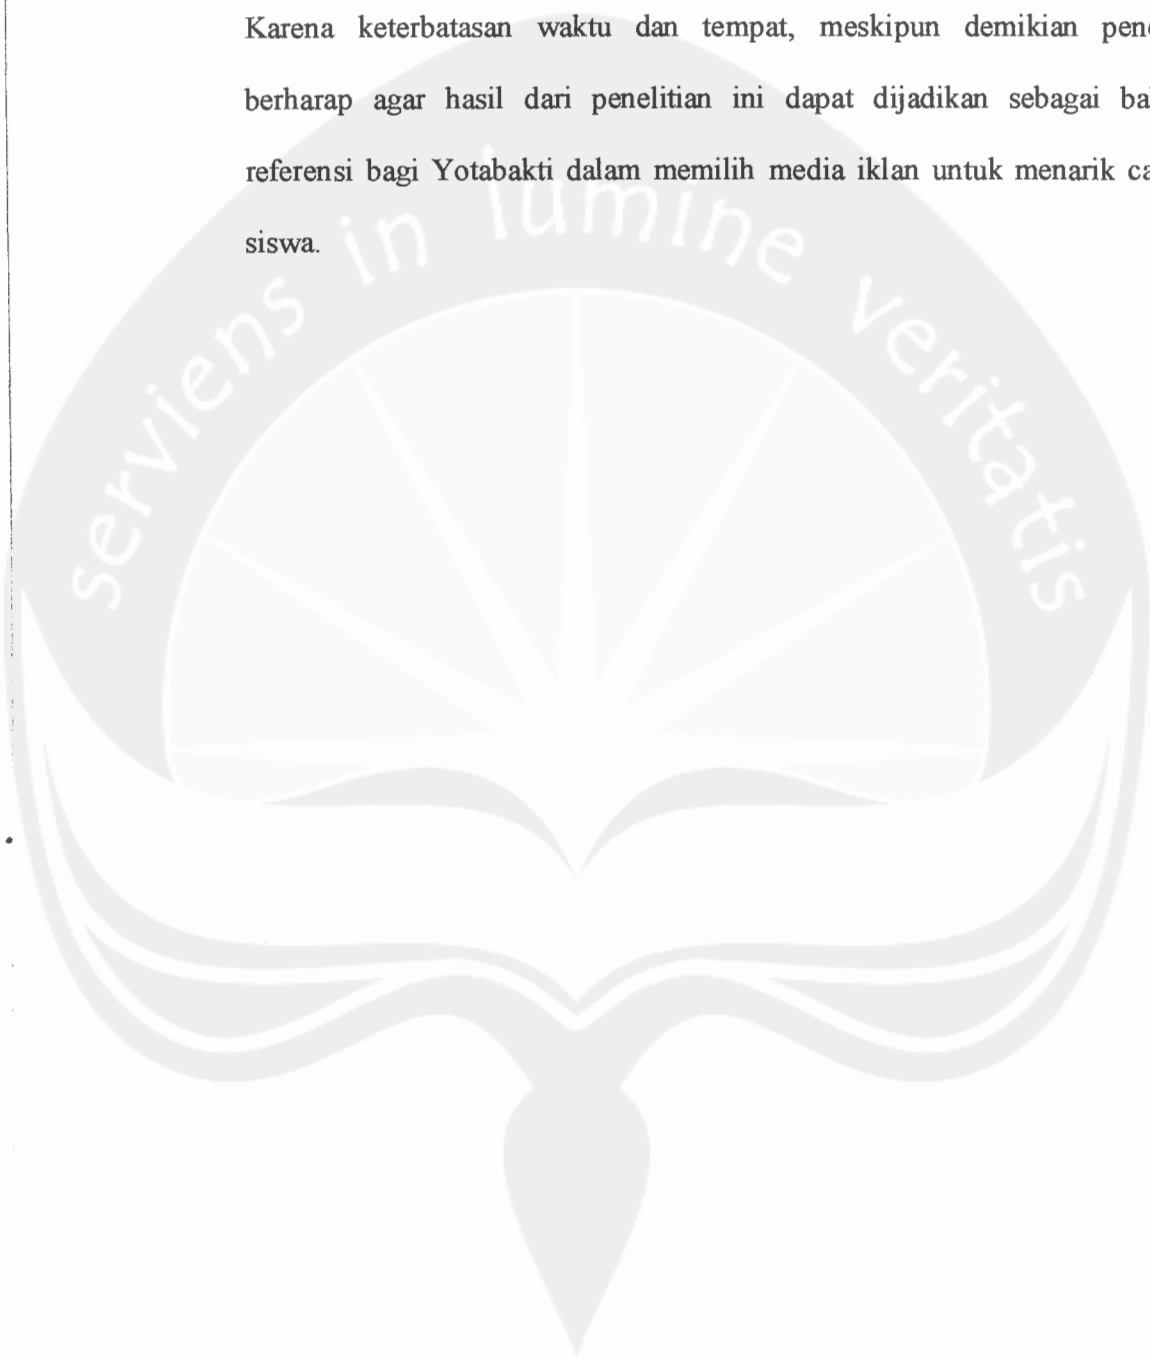 Karena keterbatasan waktu dan tempat, meskipun demikian
berharap agar hasil dari penelitian ini dapat dijadikan sebagai
referensi bagi Yotabakti dalam memilih media iklan untuk menarik
siswa.
serviens in lumine veritatis